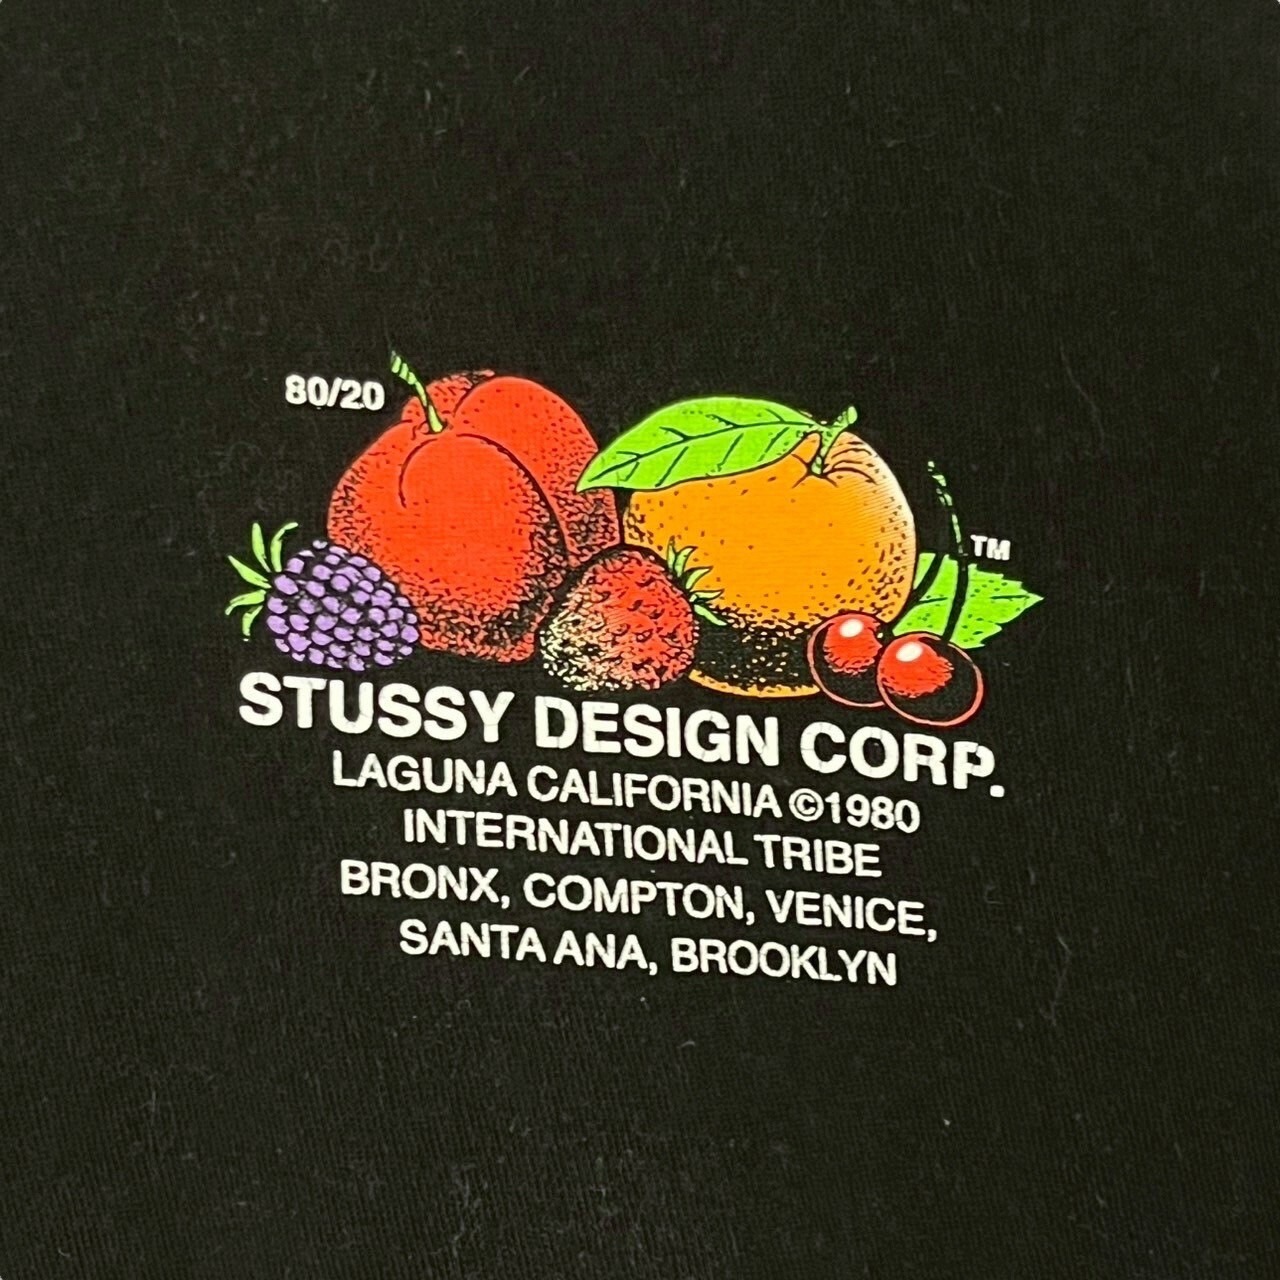 80/20
TM
STUSSY DESIGN CORP.
LAGUNA CALIFORNIA ©1980
INTERNATIONAL TRIBE
BRONX, COMPTON, VENICE,
SANTA ANA, BROOKLYN